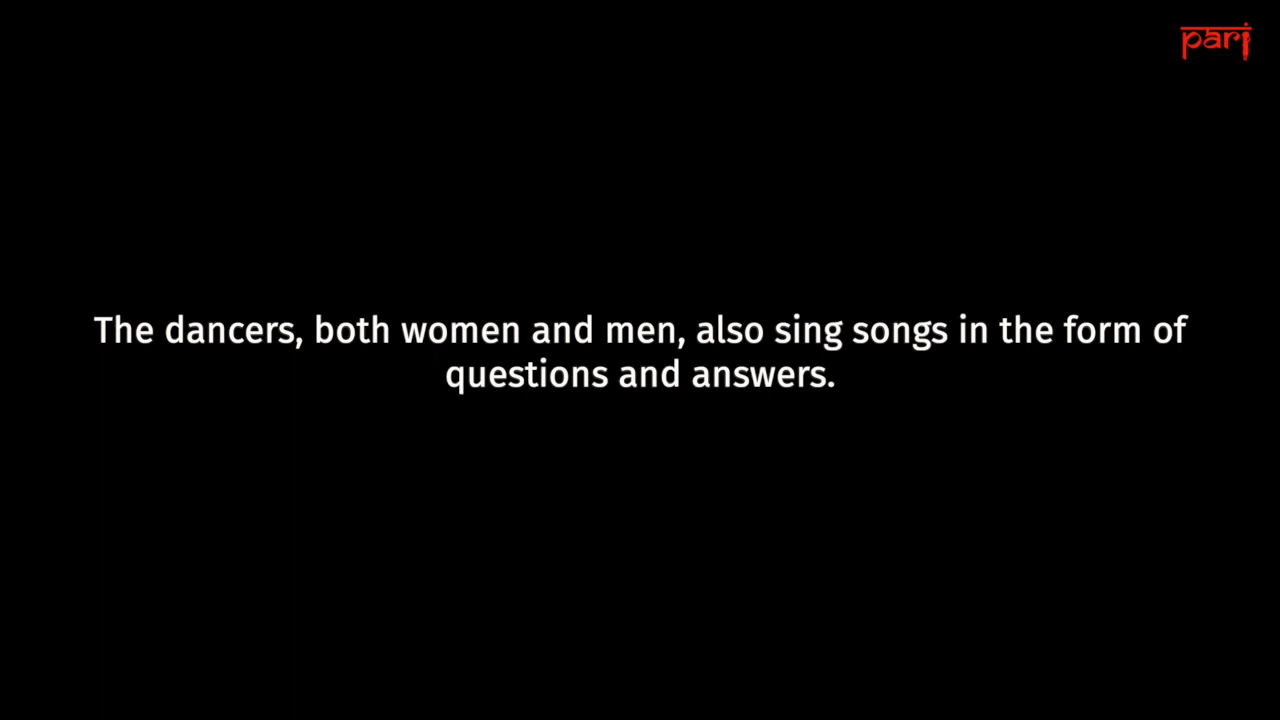 pari
The dancers, both women and men, also sing songs in the form of
questions and answers.